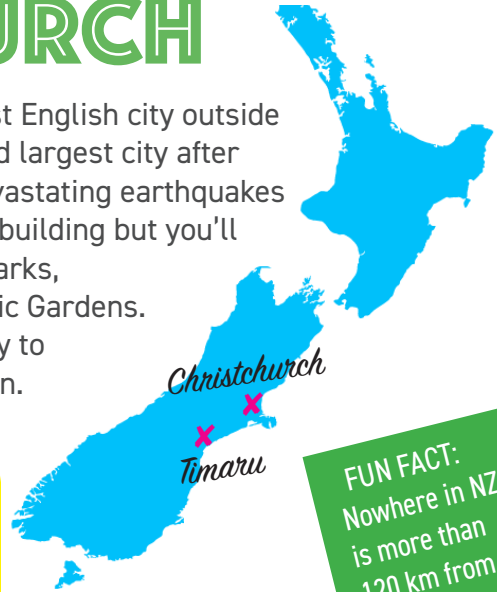 URCH
st English city outside
d largest city after
vastating earthquakes
building but you'll
arks,
ic Gardens.
y to
n.
Christchurch
Timaru
FUN FACT:
Nowhere in NZ
is more than
120 km from